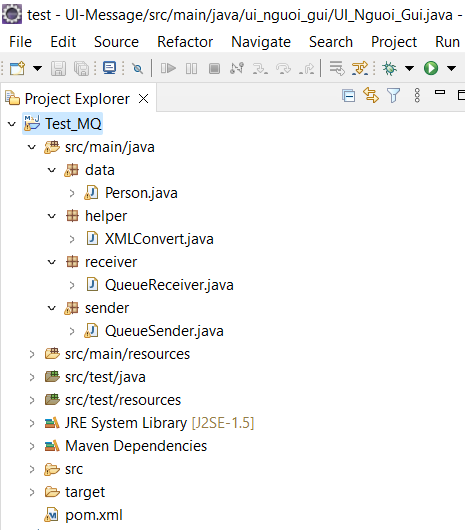 test - UI-Message/src/main/java/ui_nguoi_gui/UI_Nguoi_Gui.java -
File Edit Source Refactor Navigate Search Project Run
Project Explorer
Test_MQ
src/main/java
data
Person.java
helper
XMLConvert.java
receiver
QueueReceiver.java
sender
QueueSender.java
src/main/resources
src/test/java
src/test/resources
JRE System Library [J2SE-1.5]
Maven Dependencies
src
target
pom.xml